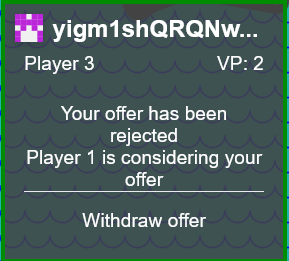 yigm1shQRQNw...
Player 3 VP: 2
Your offer has been
rejected
Player 1 is considering your
offer
Withdraw offer